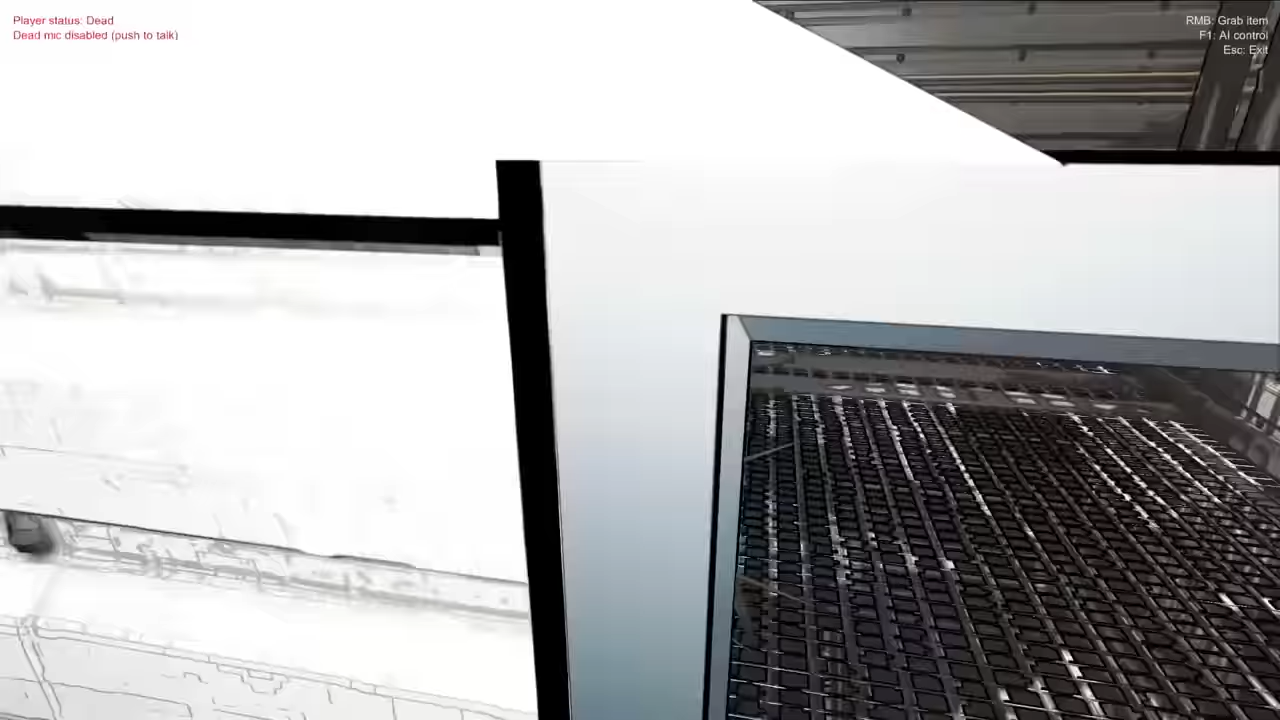 Player status: Dead
Dead mic disabled (push to talk)
RMB: Grab item
F1: AI control
Esc: Exit